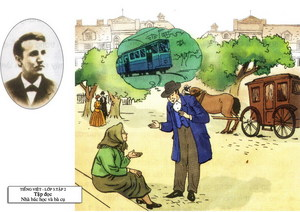 TIẾNG VIỆT - LỚP 3 TẬP 2
Tập đọc
Nhà bác học và bà cụ